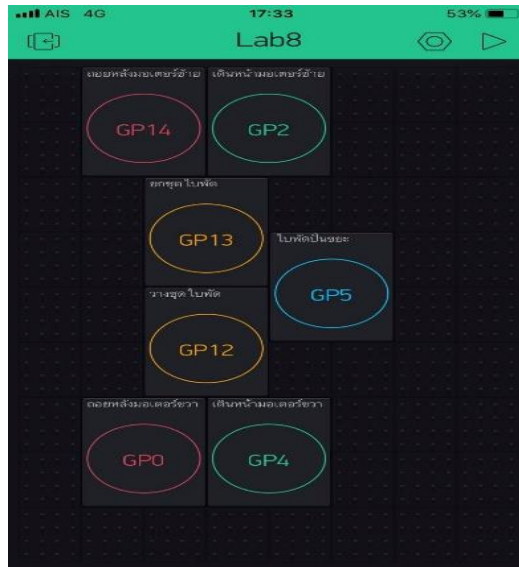 AIS 4G 17:33 53%
Lab8
ถอยหลังมอเตอร์ซ้าย เดินหน้ามอเตอร์ซ้าย
GP14 GP2
ยกชุด ใบพัด
GP13
ใบพัดปั่นขยะ
GP5
วางชุด ใบพัด
GP12
ถอยหลังมอเตอร์ขวา เดินหน้ามอเตอร์ขวา
GP0 GP4